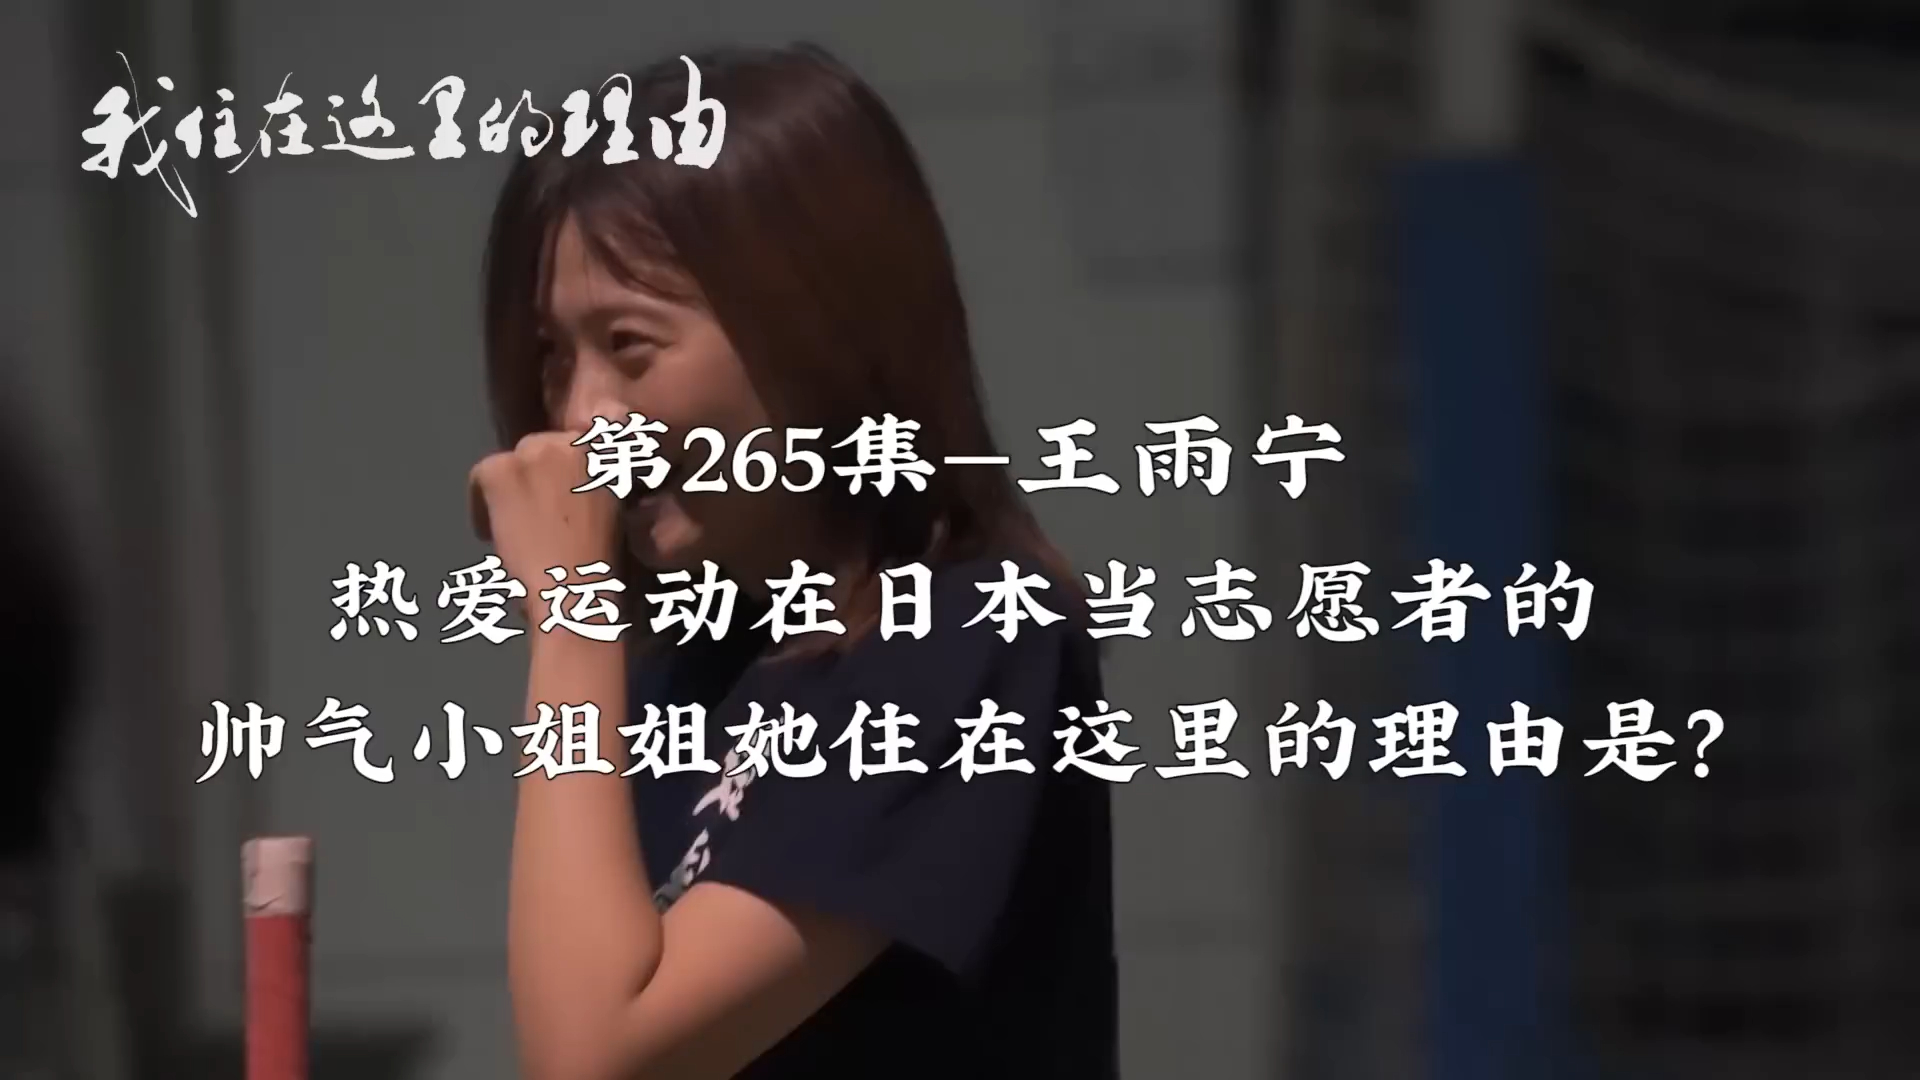 我住在这里的理由
第265集-王雨宁
热爱运动在日本当志愿者的
帅气小姐姐她住在这里的理由是?